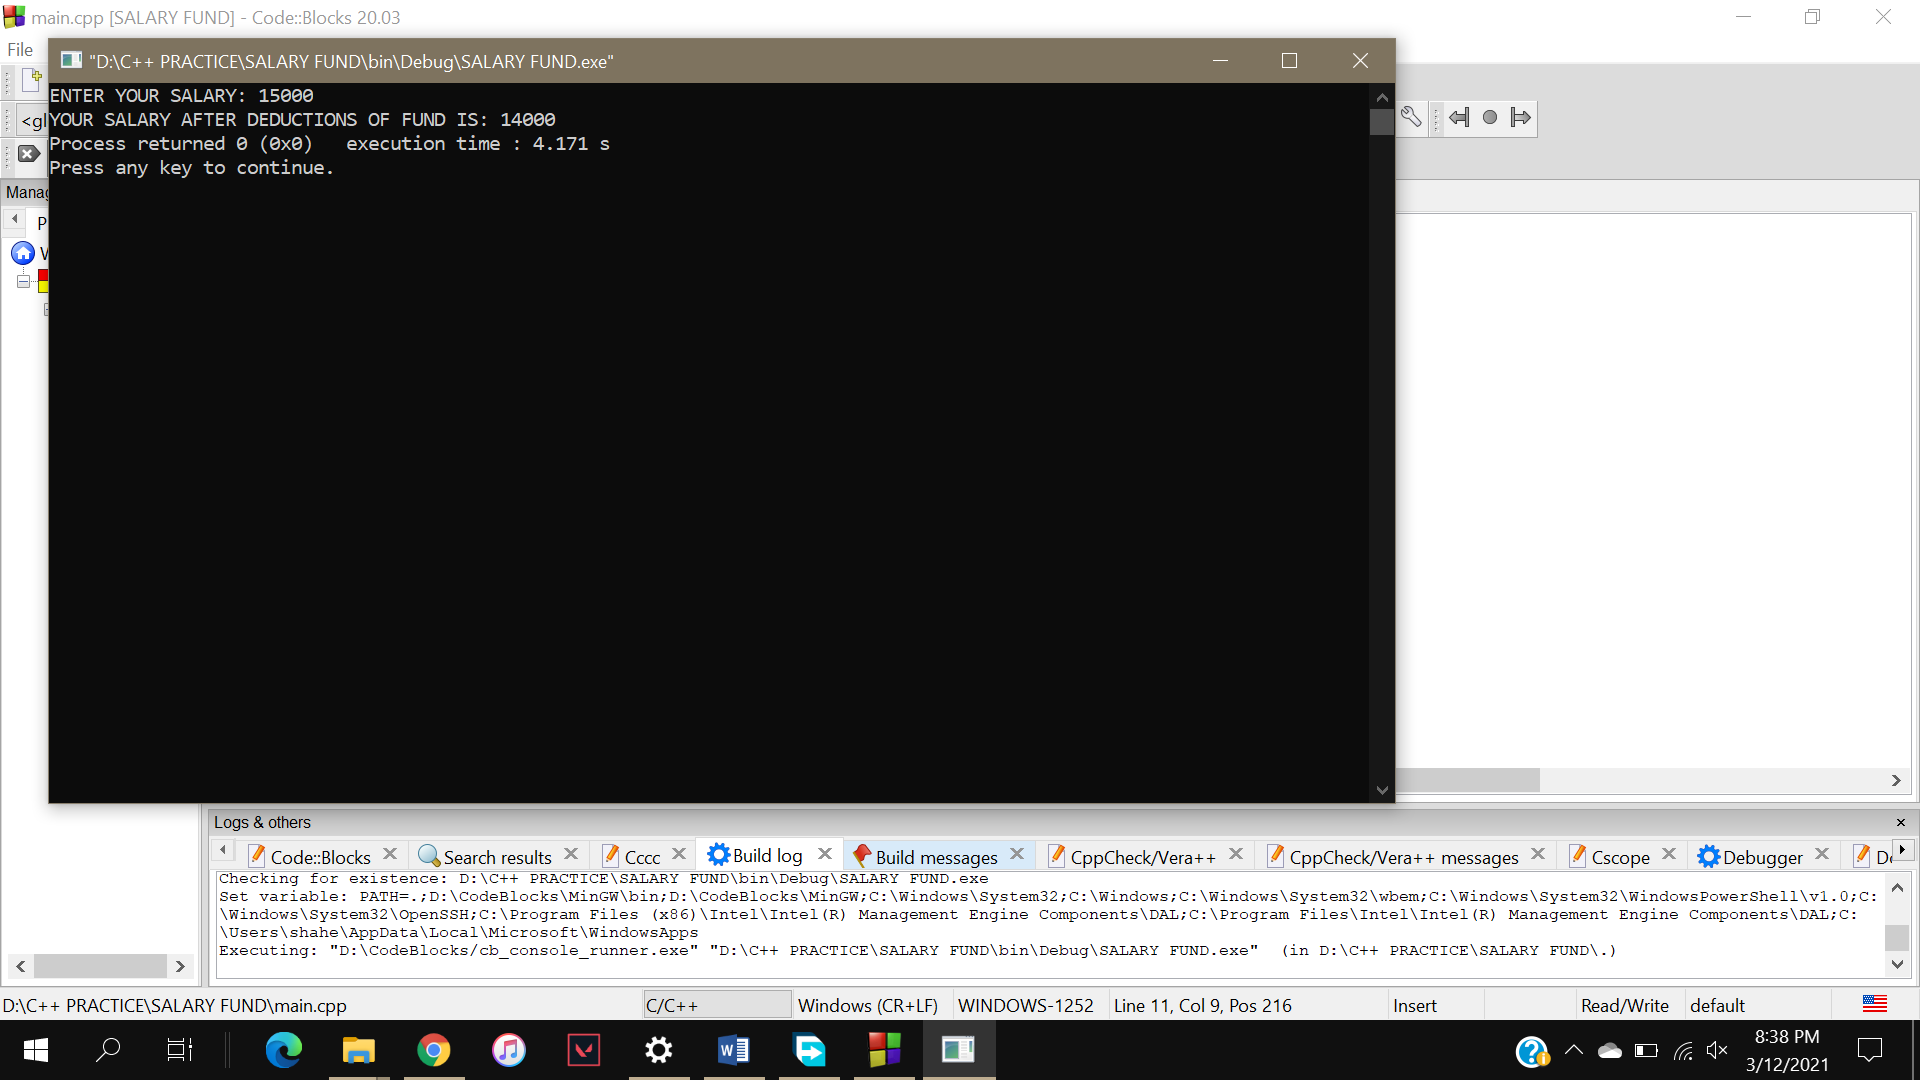 main.cpp [SALARY FUND] - Code::Blocks 20.03
File
"D:\C++ PRACTICE\SALARY FUND\bin\Debug\SALARY FUND.exe"
ENTER YOUR SALARY: 15000
<gl
YOUR SALARY AFTER DEDUCTIONS OF FUND IS: 14000
Process returned 0 (0x0)   execution time : 4.171 s
Press any key to continue.
Manag
P
W
Logs & others
Code::Blocks
Search results
Cccc
Build log
Build messages
CppCheck/Vera++
CppCheck/Vera++ messages
Cscope
Debugger
Checking for existence: D:\C++ PRACTICE\SALARY FUND\bin\Debug\SALARY FUND.exe
Set variable: PATH=.;D:\CodeBlocks\MinGW\bin;D:\CodeBlocks\MinGW;C:\Windows\System32;C:\Windows;C:\Windows\System32\wbem;C:\Windows\System32\WindowsPowerShell\v1.0;C:
\Windows\System32\OpenSSH;C:\Program Files (x86)\Intel\Intel(R) Management Engine Components\DAL;C:\Program Files\Intel\Intel(R) Management Engine Components\DAL;C:
\Users\shahe\AppData\Local\Microsoft\WindowsApps
Executing: "D:\CodeBlocks/cb_console_runner.exe" "D:\C++ PRACTICE\SALARY FUND\bin\Debug\SALARY FUND.exe"  (in D:\C++ PRACTICE\SALARY FUND\.)
D:\C++ PRACTICE\SALARY FUND\main.cpp
C/C++
Windows (CR+LF)
WINDOWS-1252
Line 11, Col 9, Pos 216
Insert
Read/Write
default
8:38 PM
3/12/2021